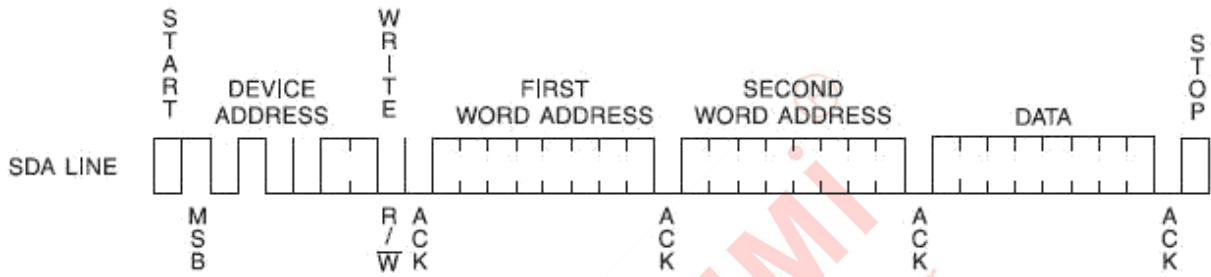 START
WRITE
STOP
DEVICE
ADDRESS
FIRST
WORD ADDRESS
SECOND
WORD ADDRESS
DATA
SDA LINE
MSB
R/W
ACK
ACK
ACK
ACK